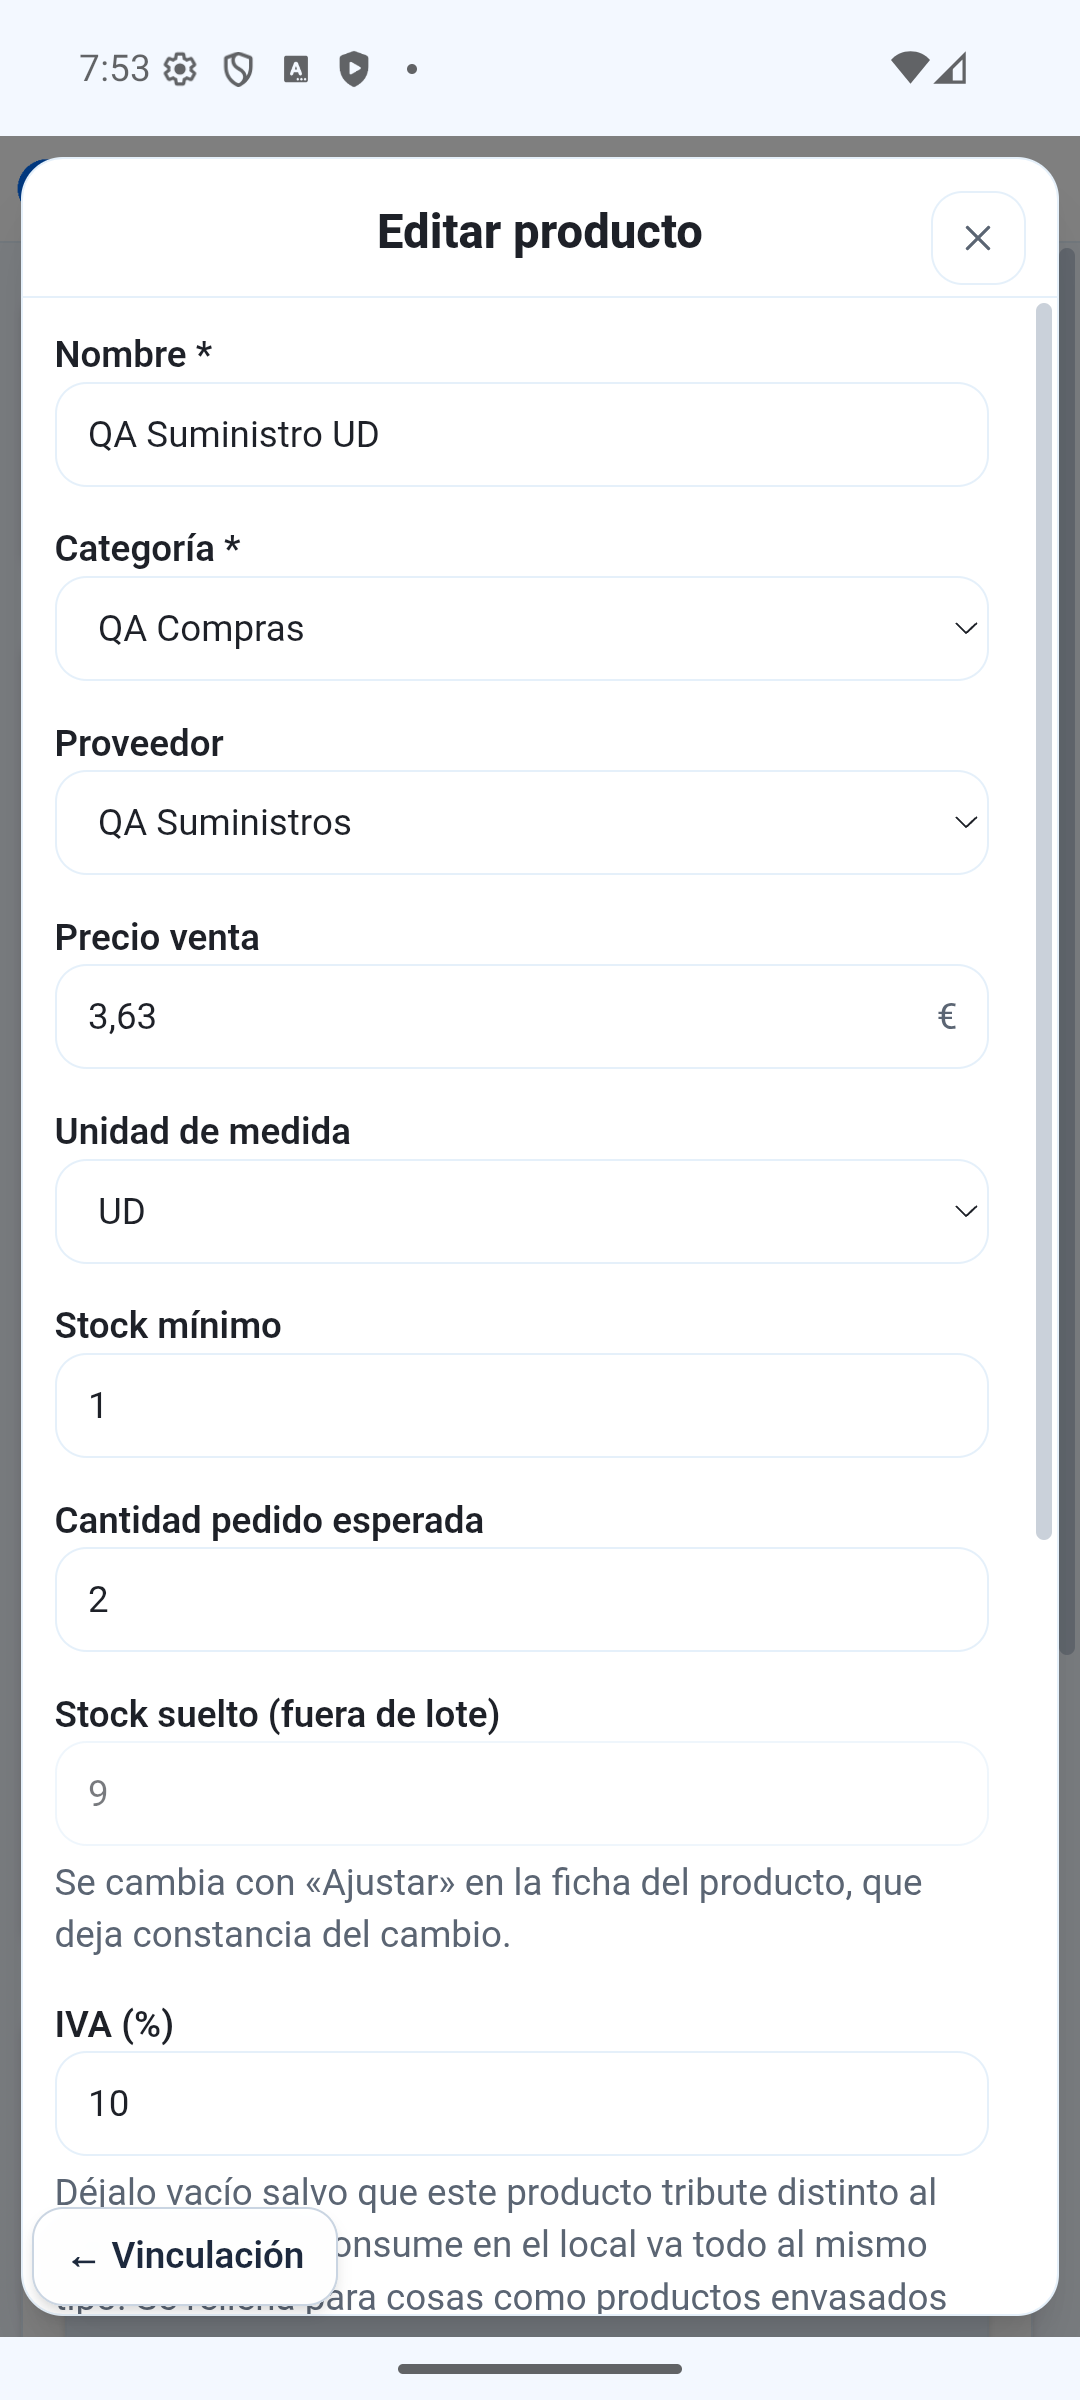 7:53
Editar producto
Nombre *
QA Suministro UD
Categoría *
QA Compras
Proveedor
QA Suministros
Precio venta
3,63 €
Unidad de medida
UD
Stock mínimo
1
Cantidad pedido esperada
2
Stock suelto (fuera de lote)
9
Se cambia con «Ajustar» en la ficha del producto, que
deja constancia del cambio.
IVA (%)
10
Déjalo vacío salvo que este producto tribute distinto al
← Vinculación
en el local va todo al mismo
para cosas como productos envasados